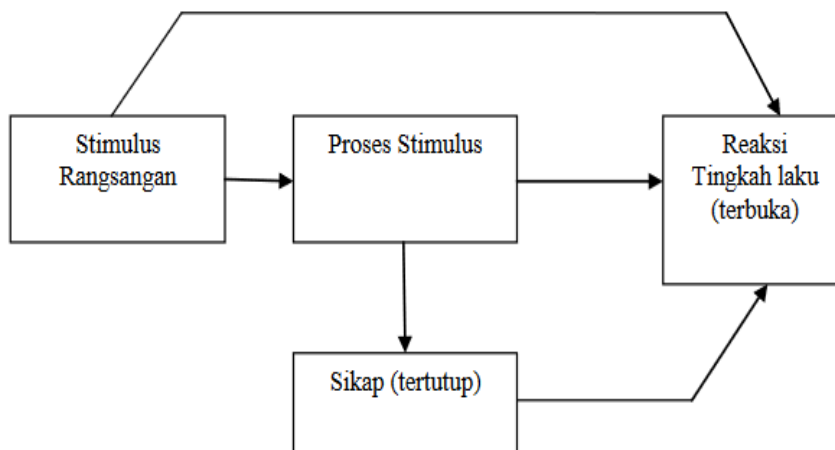 Stimulus
Rangsangan
Proses Stimulus
Reaksi
Tingkah laku
(terbuka)
Sikap (tertutup)